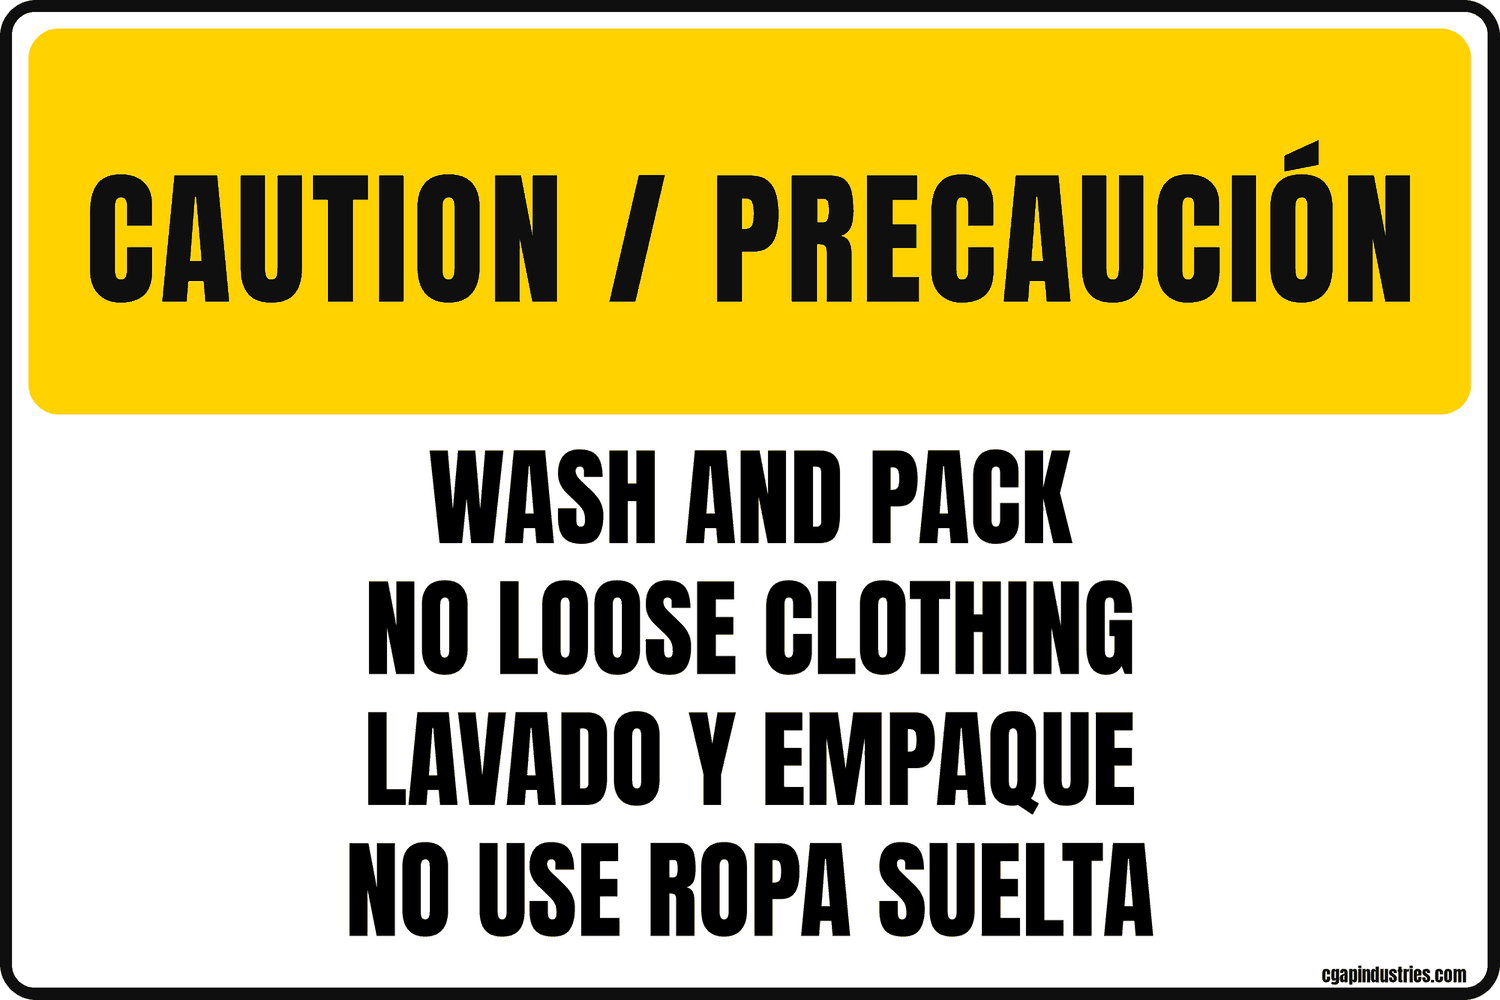 CAUTION / PRECAUCIÓN
WASH AND PACK
NO LOOSE CLOTHING
LAVADO Y EMPAQUE
NO USE ROPA SUELTA
cgapindustries.com